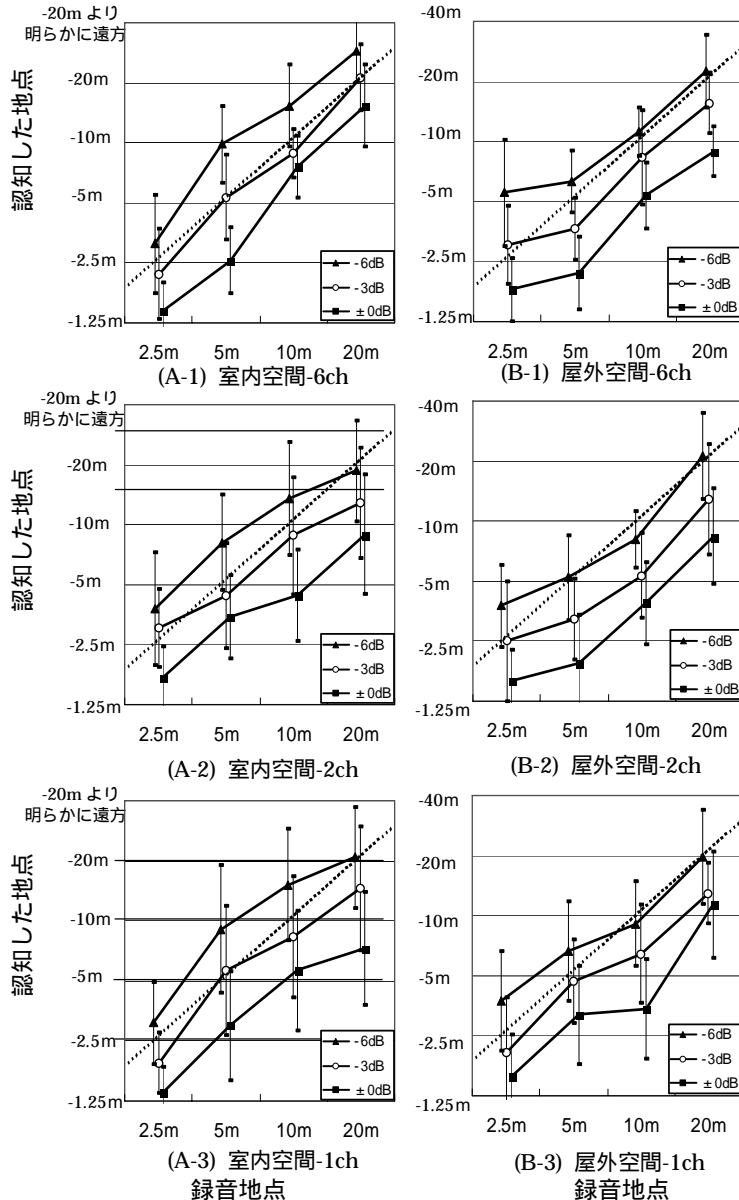 -20m より
明らかに遠方
-20m
-10m
-5m
-2.5m
-1.25m
認知した地点
-6dB
-3dB
±0dB
2.5m 5m 10m 20m
(A-1) 室内空間-6ch
-40m
-20m
-10m
-5m
-2.5m
-1.25m
-6dB
-3dB
±0dB
2.5m 5m 10m 20m
(B-1) 屋外空間-6ch
-20m より
明らかに遠方
-20m
-10m
-5m
-2.5m
-1.25m
認知した地点
-6dB
-3dB
±0dB
2.5m 5m 10m 20m
(A-2) 室内空間-2ch
-40m
-20m
-10m
-5m
-2.5m
-1.25m
-6dB
-3dB
±0dB
2.5m 5m 10m 20m
(B-2) 屋外空間-2ch
-20m より
明らかに遠方
-20m
-10m
-5m
-2.5m
-1.25m
認知した地点
-6dB
-3dB
±0dB
2.5m 5m 10m 20m
(A-3) 室内空間-1ch
録音地点
-40m
-20m
-10m
-5m
-2.5m
-1.25m
-6dB
-3dB
±0dB
2.5m 5m 10m 20m
(B-3) 屋外空間-1ch
録音地点